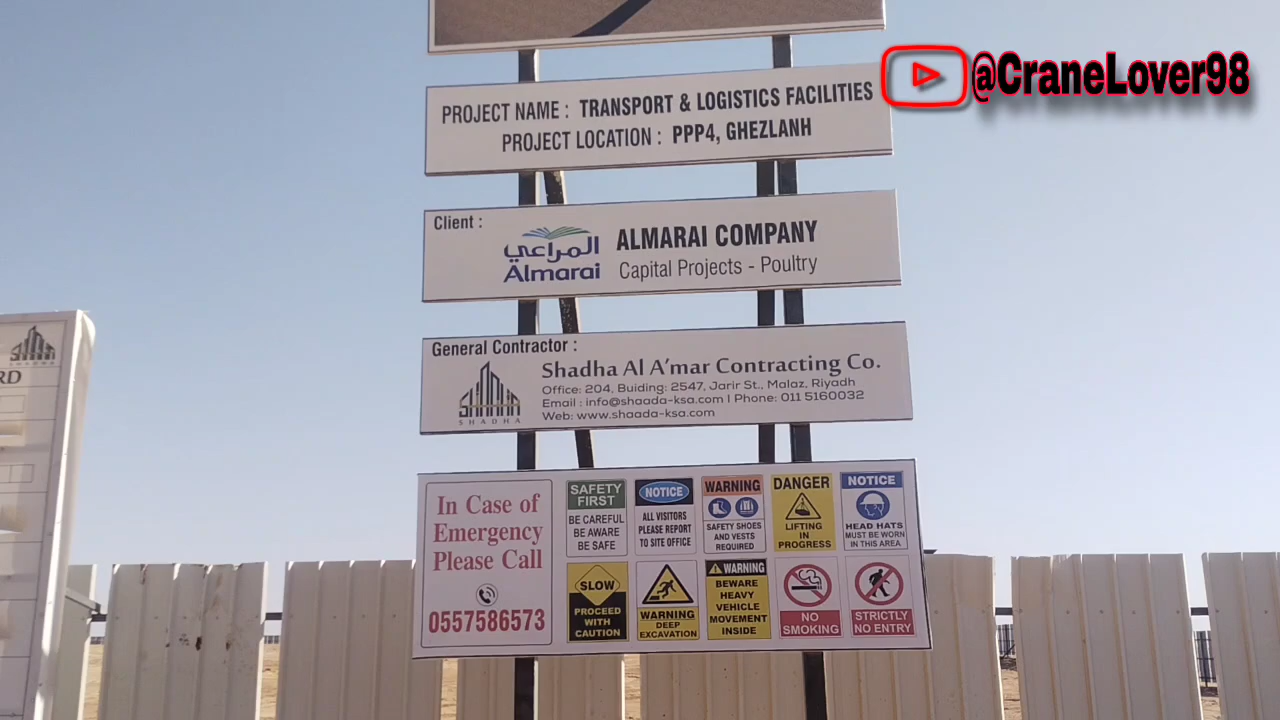 @CraneLover98
PROJECT NAME : TRANSPORT & LOGISTICS FACILITIES
PROJECT LOCATION : PPP4, GHEZLANH
Client :
المراعي
Almarai
ALMARAI COMPANY
Capital Projects - Poultry
General Contractor :
SHADHA
Shadha Al A'mar Contracting Co.
Office: 204, Buiding: 2547, Jarir St., Malaz, Riyadh
Email : info@shaada-ksa.com I Phone: 011 5160032
Web: www.shaada-ksa.com
SHADHA
RD
In Case of
Emergency
Please Call
0557586573
SAFETY
FIRST
BE CAREFUL
BE AWARE
BE SAFE
NOTICE
ALL VISITORS
PLEASE REPORT
TO SITE OFFICE
WARNING
SAFETY SHOES
AND VESTS
REQUIRED
DANGER
LIFTING
IN
PROGRESS
NOTICE
HEAD HATS
MUST BE WORN
IN THIS AREA
SLOW
PROCEED
WITH
CAUTION
WARNING
DEEP
EXCAVATION
WARNING
BEWARE
HEAVY
VEHICLE
MOVEMENT
INSIDE
NO
SMOKING
STRICTLY
NO ENTRY